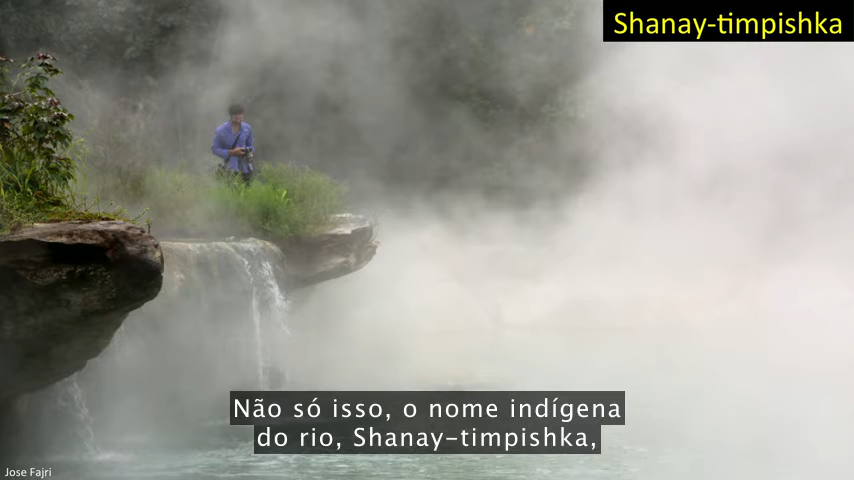 Shanay-timpishka
Não só isso, o nome indígena
do rio, Shanay-timpishka,
Jose Fajri